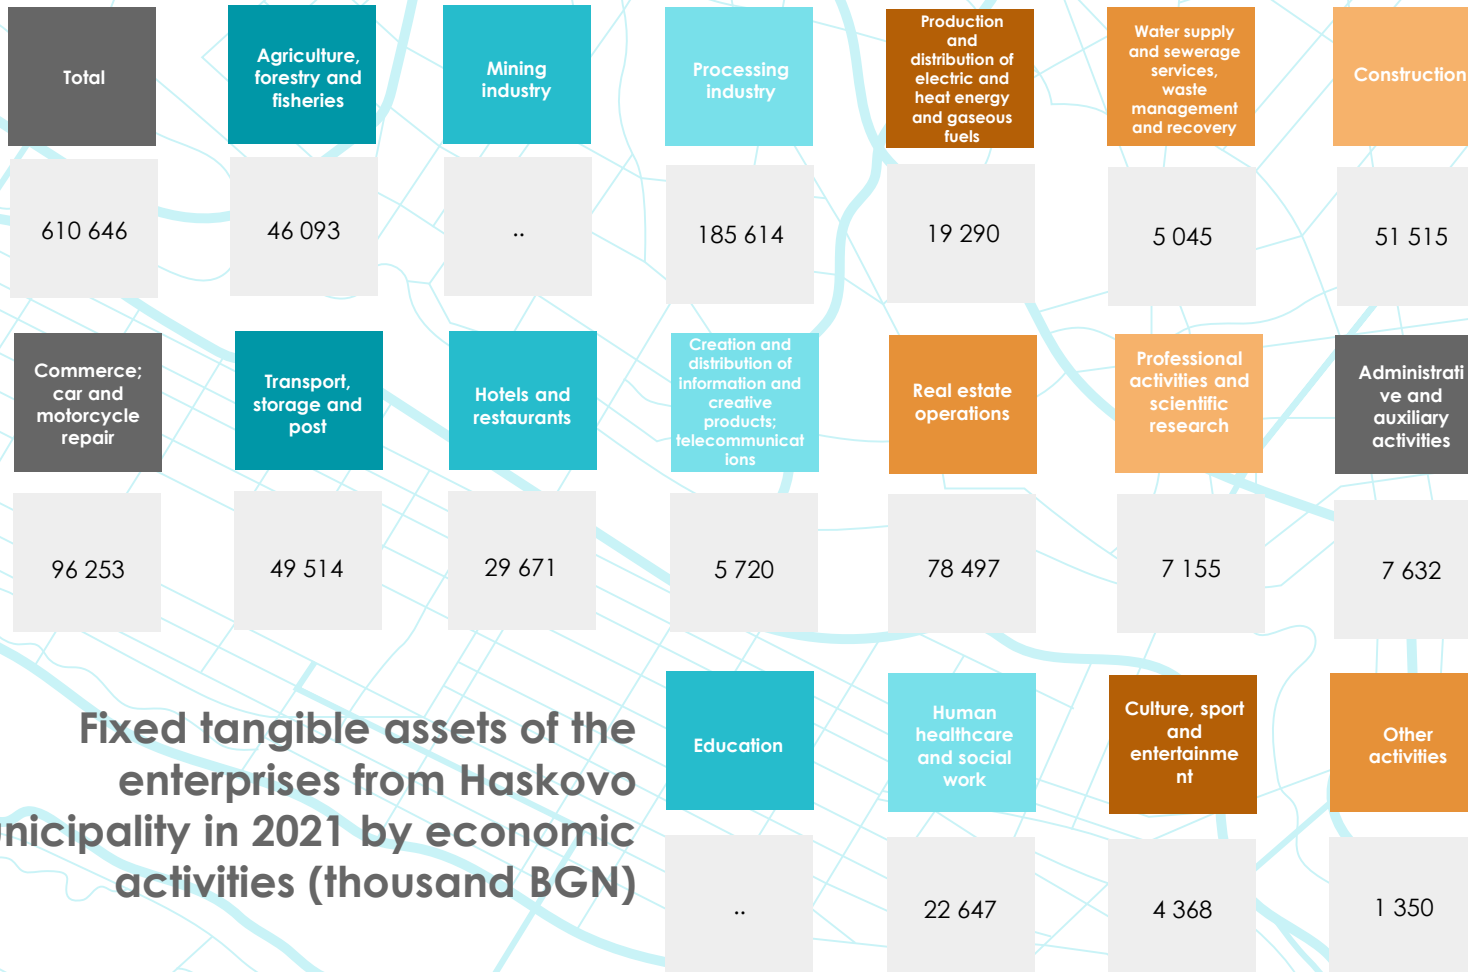 Total
Agriculture,
forestry and
fisheries
Mining
industry
Processing
industry
Production
and
distribution of
electric and
heat energy
and gaseous
fuels
Water supply
and sewerage
services,
waste
management
and recovery
Construction
610 646
46 093
..
185 614
19 290
5 045
51 515
Commerce;
car and
motorcycle
repair
Transport,
storage and
post
Hotels and
restaurants
Creation and
distribution of
information and
creative
products;
telecommunicat
ions
Real estate
operations
Professional
activities and
scientific
research
Administrati
ve and
auxiliary
activities
96 253
49 514
29 671
5 720
78 497
7 155
7 632
Fixed tangible assets of the
enterprises from Haskovo
nicipality in 2021 by economic
activities (thousand BGN)
Education
Human
healthcare
and social
work
Culture, sport
and
entertainme
nt
Other
activities
..
22 647
4 368
1 350